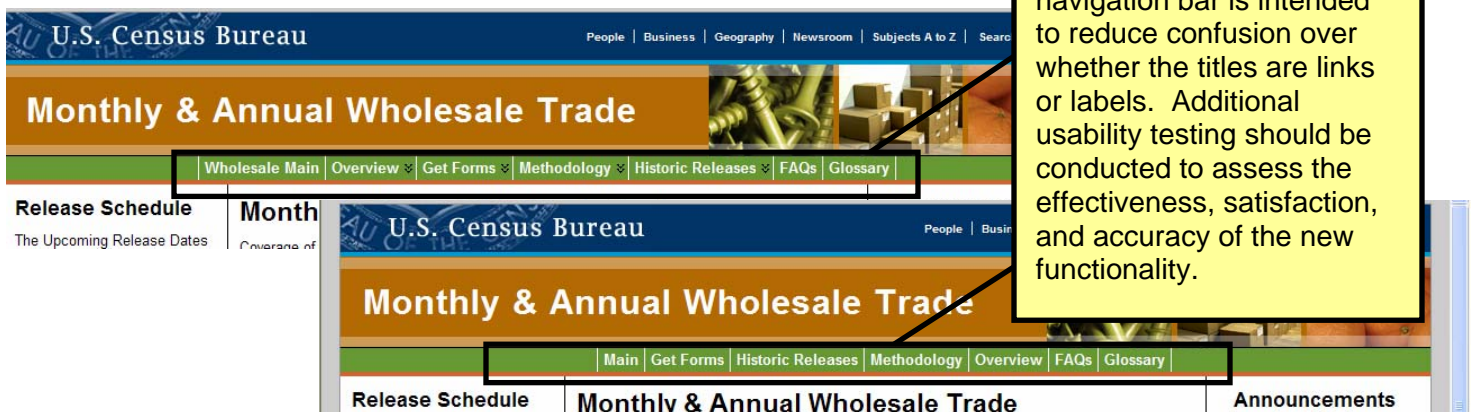 U.S. Census Bureau
People | Business | Geography | Newsroom | Subjects A to Z |
Monthly & Annual Wholesale Trade
Wholesale Main | Overview | Get Forms | Methodology | Historic Releases | FAQs | Glossary |
Release Schedule
The Upcoming Release Dates
Month
Coverage of
navigation bar is intended
to reduce confusion over
whether the titles are links
or labels. Additional
usability testing should be
conducted to assess the
effectiveness, satisfaction,
and accuracy of the new
functionality.
U.S. Census Bureau
People |
Monthly & Annual Wholesale Trade
Main | Get Forms | Historic Releases | Methodology | Overview | FAQs | Glossary |
Release Schedule
Monthly & Annual Wholesale Trade
Announcements